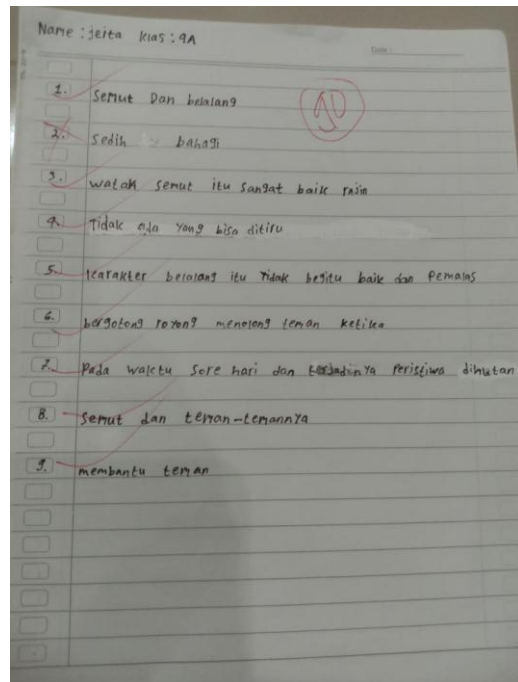 Name : jeita klas : 9A
Date :
90
1. Semut Dan belalang
2. Sedih bahagi
3. watak semut itu sangat baik rajin
4. Tidak ada yang bisa ditiru
5. karakter belalang itu Tidak begitu baik dan Pemalas
6. bergotong royong menolong teman ketika
7. Pada waktu Sore hari dan terjadinya Peristiwa dihutan
8. Semut dan teman-temannya
9. membantu teman